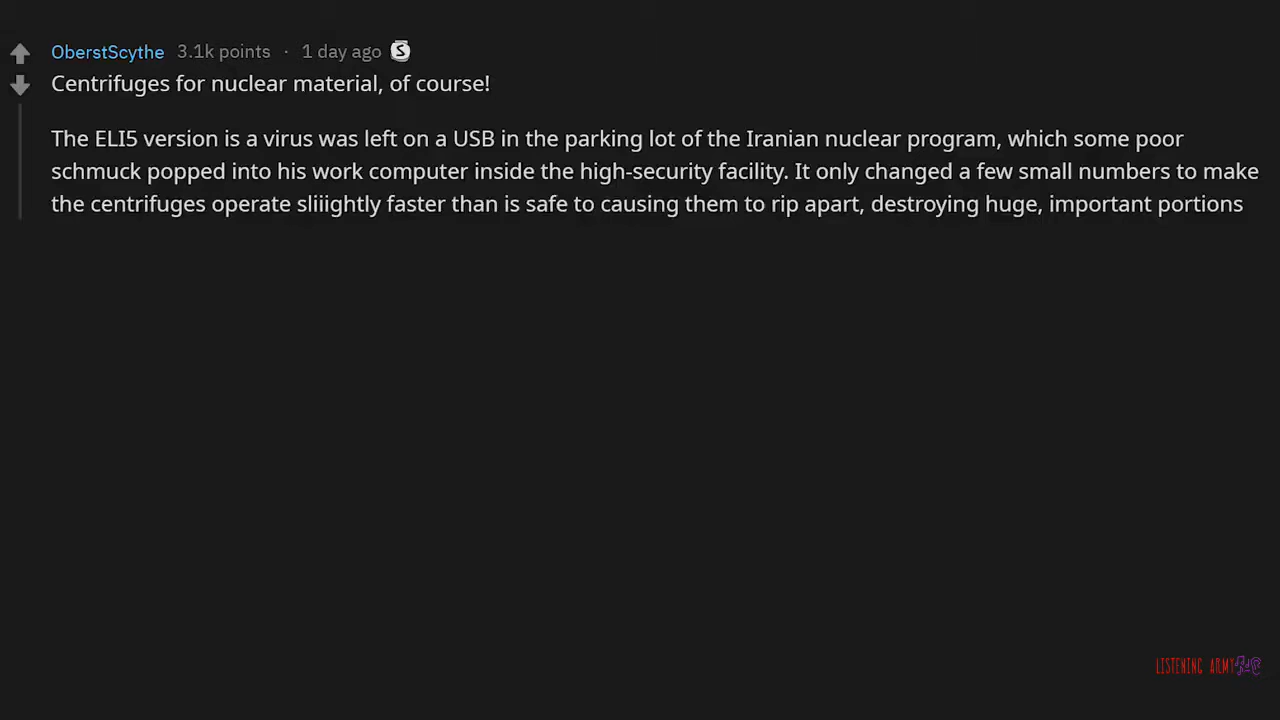 OberstScythe 3.1k points · 1 day ago S
Centrifuges for nuclear material, of course!
The ELI5 version is a virus was left on a USB in the parking lot of the Iranian nuclear program, which some poor
schmuck popped into his work computer inside the high-security facility. It only changed a few small numbers to make
the centrifuges operate sliiightly faster than is safe to causing them to rip apart, destroying huge, important portions
LISTENING ARMY